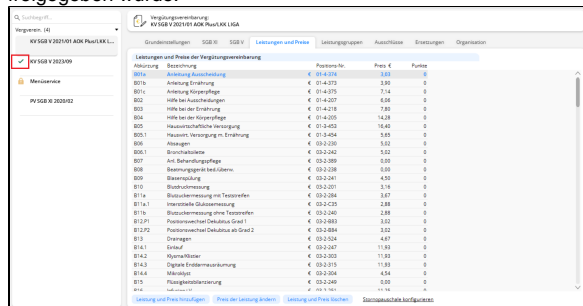 freigegeben wurde.
Suchbegriff...
Vergverein. (4)
KV SGB V 2021/01 AOK Plus/LKK L...
KV SGB V 2023/09
Menüservice
PV SGB XI 2020/02
Vergütungsvereinbarung:
KV SGB V 2021/01 AOK Plus/LKK LIGA
Grundeinstellungen SGB XI SGB V Leistungen und Preise Leistungsgruppen Ausschlüsse Ersetzungen Organisation
Leistungen und Preise der Vergütungsvereinbarung
Abkürzung Bezeichnung Positions-Nr. Preis € Punkte
B01a Anleitung Ausscheidung € 01-4-374 3,63 0
B01b Anleitung Ernährung € 01-4-373 3,90 0
B01c Anleitung Körperpflege € 01-4-375 7,14 0
B02 Hilfe bei Ausscheidungen € 01-4-207 6,06 0
B03 Hilfe bei der Ernährung € 01-4-218 7,80 0
B04 Hilfe bei der Körperpflege € 01-4-205 14,28 0
B05 Hauswirtschaftliche Versorgung € 01-3-453 16,40 0
B05.1 Hauswirt. Versorgung m. Ernährung € 01-3-454 5,65 0
B06 Absaugen € 03-2-230 5,02 0
B06.1 Bronchialtoilette € 03-2-242 5,02 0
B07 Anl. Behandlungspflege € 03-2-369 0,00 0
B08 Beatmungsgerät bed./überw. € 03-2-238 0,00 0
B09 Blasenspülung € 03-2-241 4,50 0
B10 Blutdruckmessung € 03-2-201 3,16 0
B11a Blutzuckermessung mit Teststreifen € 03-2-284 3,67 0
B11a.1 Interstitielle Glukosemessung € 03-2-C35 2,88 0
B11b Blutzuckermessung ohne Teststreifen € 03-2-240 2,88 0
B12.P1 Positionswechsel Dekubitus Grad 1 € 03-2-B83 3,02 0
B12.P2 Positionswechsel Dekubitus ab Grad 2 € 03-2-B84 3,02 0
B13 Drainagen € 03-2-524 4,67 0
B14.1 Einlauf € 03-2-247 11,93 0
B14.2 Klysma/Klistier € 03-2-303 11,93 0
B14.3 Digitale Enddarmausräumung € 03-2-315 11,93 0
B14.4 Mikroklyst € 03-2-304 4,54 0
B15 Flüssigkeitsbilanzierung € 03-2-249 0,00 0
Leistung und Preis hinzufügen Preis der Leistung ändern Leistung und Preis löschen Stornopauschale konfigurieren